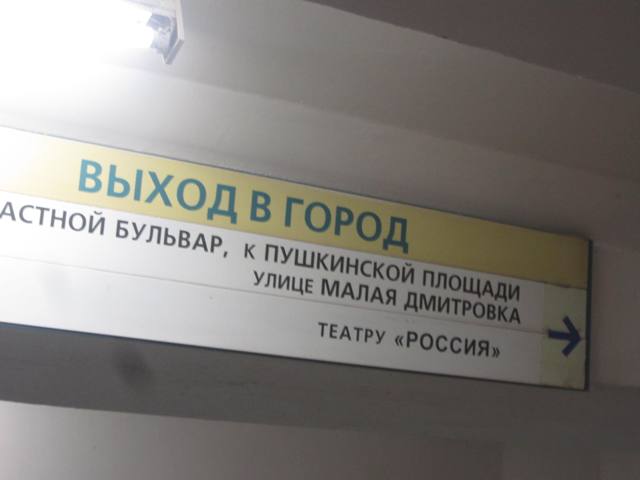 ВЫХОД В ГОРОД
АСТНОЙ БУЛЬВАР, К ПУШКИНСКОЙ ПЛОЩАДИ
УЛИЦЕ МАЛАЯ ДМИТРОВКА
ТЕАТРУ «РОССИЯ»